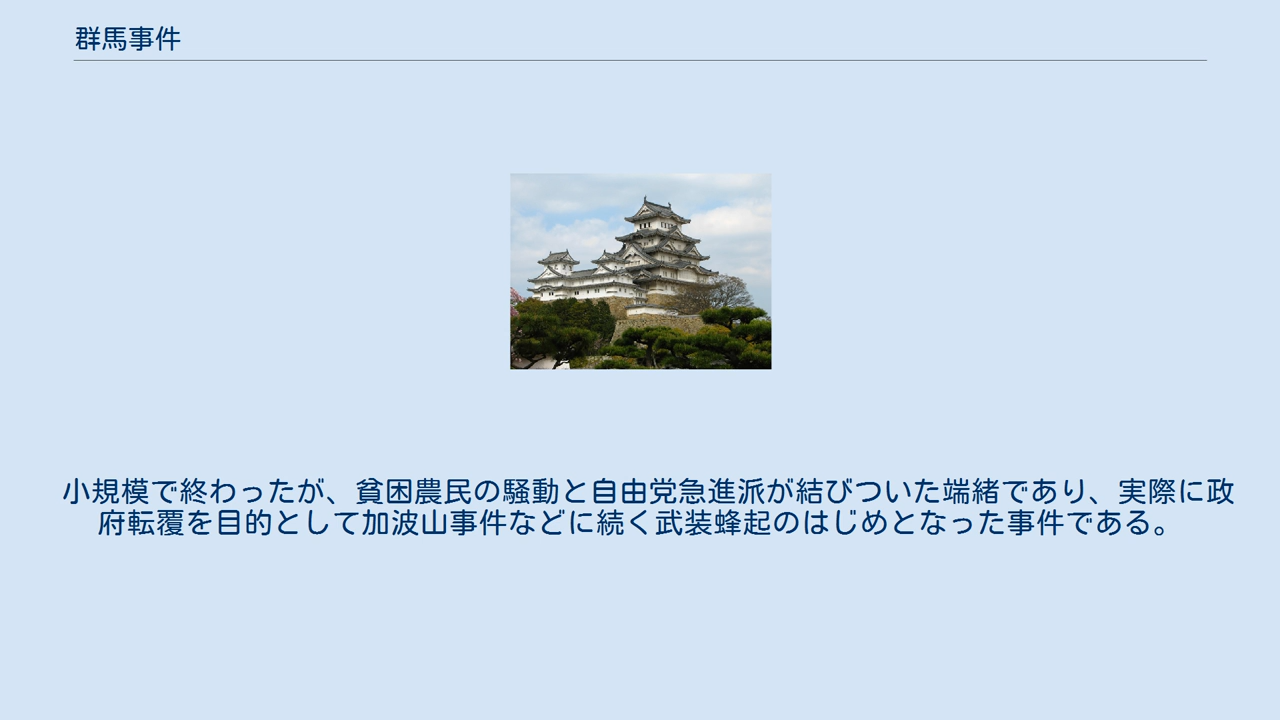 群馬事件
小規模で終わったが、貧困農民の騒動と自由党急進派が結びついた端緒であり、実際に政
府転覆を目的として加波山事件などに続く武装蜂起のはじめとなった事件である。